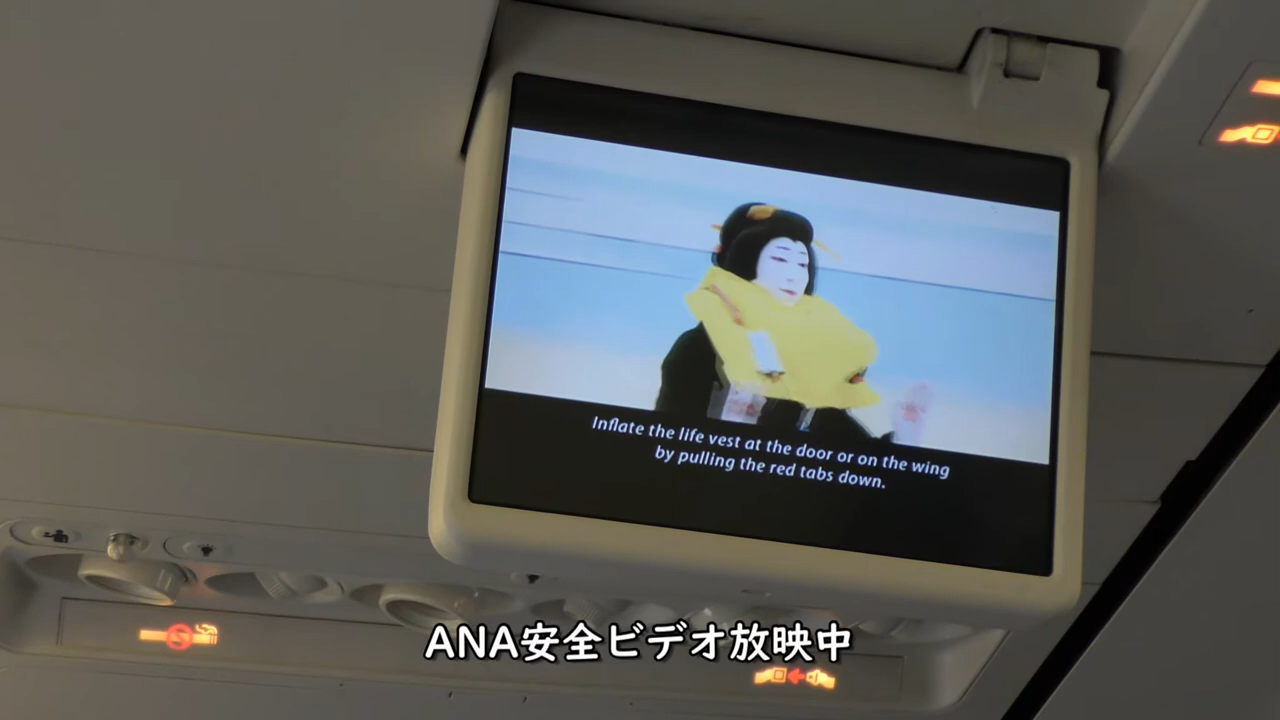 Inflate the life vest at the door or on the wing
by pulling the red tabs down.
ANA安全ビデオ放映中